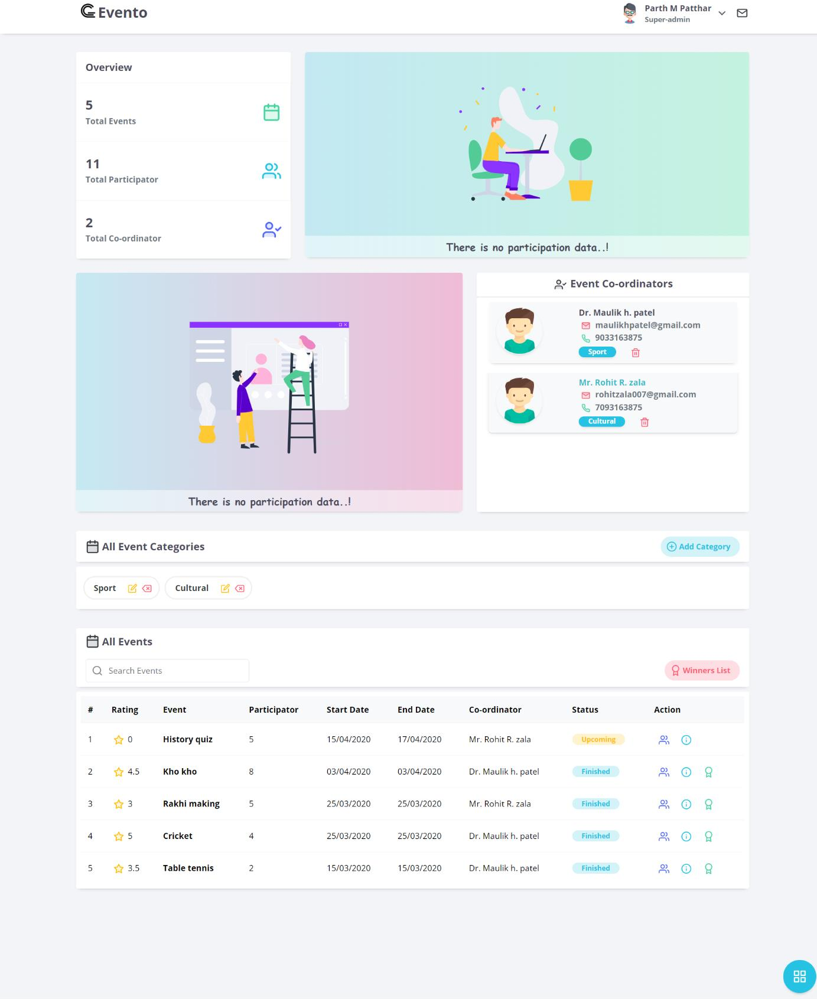 Evento
Parth M Patthar
Super-admin
Overview
5
Total Events
11
Total Participator
2
Total Co-ordinator
There is no participation data..!
There is no participation data..!
Event Co-ordinators
Dr. Maulik h. patel
maulikhpatel@gmail.com
9033163875
Sport
Mr. Rohit R. zala
rohitzala007@gmail.com
7093163875
Cultural
All Event Categories
Add Category
Sport
Cultural
All Events
Search Events
Winners List
# Rating Event Participator Start Date End Date Co-ordinator Status Action
1 0 History quiz 5 15/04/2020 17/04/2020 Mr. Rohit R. zala Upcoming
2 4.5 Kho kho 8 03/04/2020 03/04/2020 Dr. Maulik h. patel Finished
3 3 Rakhi making 5 25/03/2020 25/03/2020 Mr. Rohit R. zala Finished
4 5 Cricket 4 25/03/2020 25/03/2020 Dr. Maulik h. patel Finished
5 3.5 Table tennis 2 15/03/2020 15/03/2020 Dr. Maulik h. patel Finished